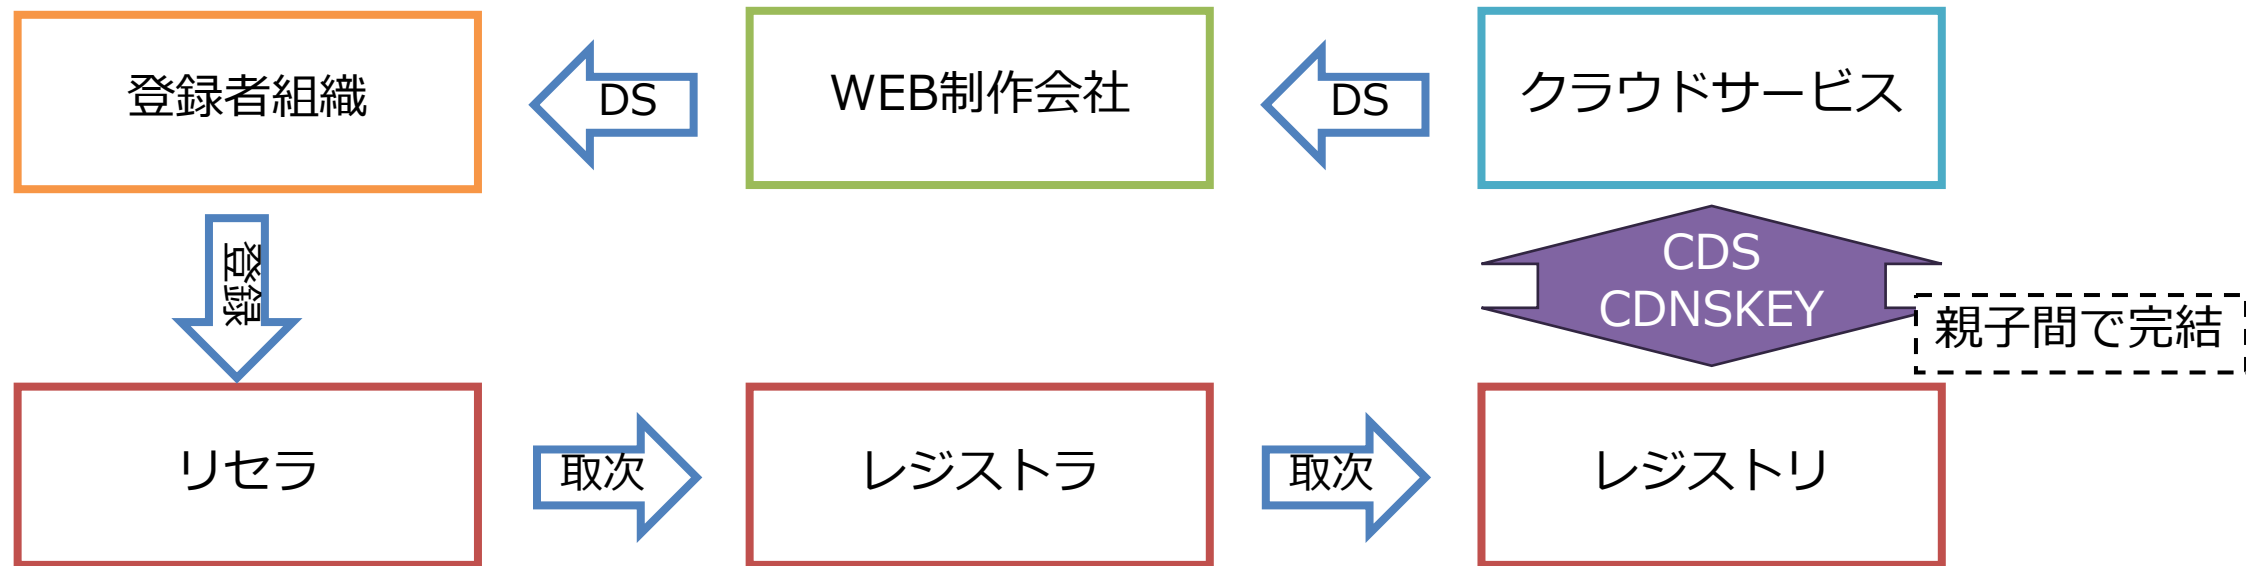 登録者組織
DS
WEB制作会社
DS
クラウドサービス
登録
CDS
CDNSKEY
親子間で完結
リセラ
取次
レジストラ
取次
レジストリ